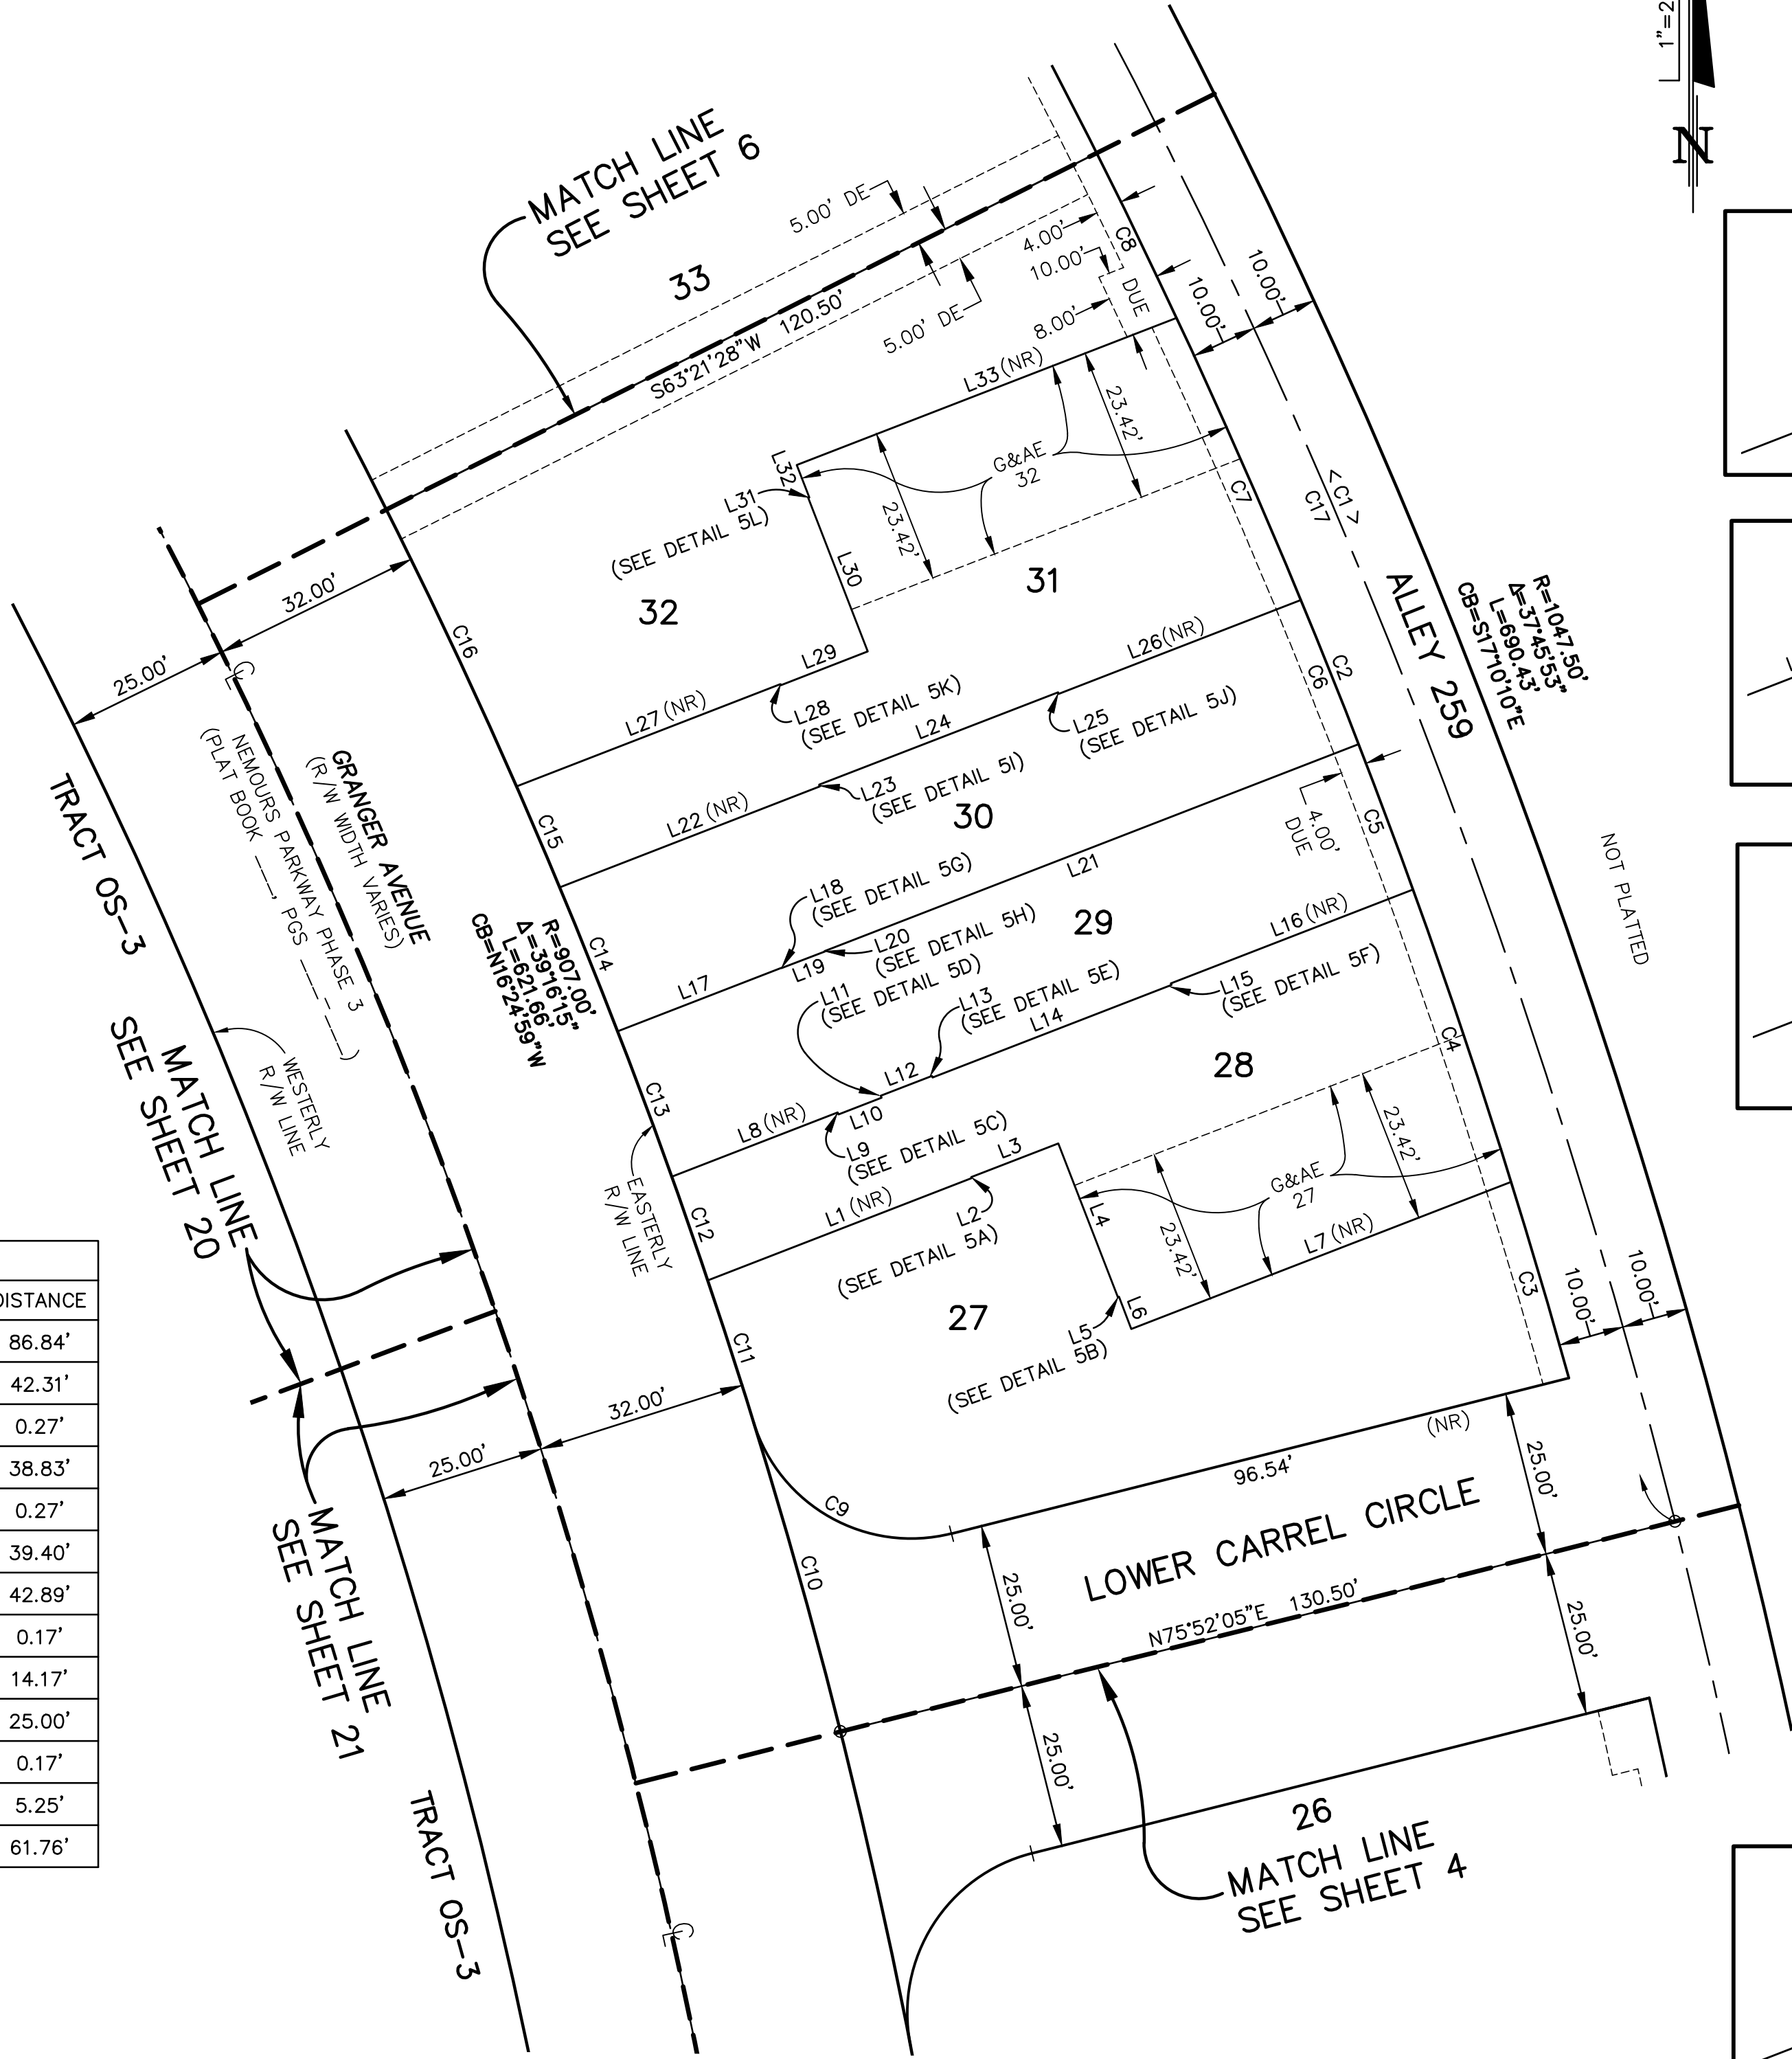 1"=2
N
MATCH LINE
SEE SHEET 6
33
5.00' DE
S63°21'28"W 120.50'
5.00' DE
4.00'
10.00'
8.00'
DUE
C8
10.00'
10.00'
L33(NR)
23.42'
G&AE
32
23.42'
L32
L31
(SEE DETAIL 5L)
L30
31
32
C7
<C1>
C17
C16
32.00'
25.00'
L29
L27(NR)
L28
(SEE DETAIL 5K)
L26(NR)
L24
L25
(SEE DETAIL 5J)
C2
C6
ALLEY 259
R=1047.50'
Δ=37°45'53"
L=690.43'
CB=S17°10'10"E
C15
L22(NR)
L23
(SEE DETAIL 5I)
30
4.00'
DUE
C5
NOT PLATTED
TRACT OS-3
NEMOURS PARKWAY PHASE 3
(PLAT BOOK ___, PGS ___ - ___)
GRANGER AVENUE
(R/W WIDTH VARIES)
L18
(SEE DETAIL 5G)
L21
29
C14
R=907.00'
Δ=39°16'15"
L=621.66'
CB=N16°24'59"W
L17
L19
L20
(SEE DETAIL 5H)
L11
(SEE DETAIL 5D)
L13
(SEE DETAIL 5E)
L14
L16(NR)
L15
(SEE DETAIL 5F)
C4
28
L12
L8(NR)
L10
L9
(SEE DETAIL 5C)
C13
WESTERLY
R/W LINE
EASTERLY
R/W LINE
MATCH LINE
SEE SHEET 20
L3
L1(NR)
L2
(SEE DETAIL 5A)
C12
L4
23.42'
G&AE
27
23.42'
L7(NR)
27
L6
L5
(SEE DETAIL 5B)
C3
10.00'
10.00'
C11
32.00'
25.00'
(NR)
96.54'
C9
25.00'
LOWER CARREL CIRCLE
N75°52'05"E 130.50'
25.00'
25.00'
C10
25.00'
MATCH LINE
SEE SHEET 21
26
MATCH LINE
SEE SHEET 4
TRACT OS-3
DISTANCE
86.84'
42.31'
0.27'
38.83'
0.27'
39.40'
42.89'
0.17'
14.17'
25.00'
0.17'
5.25'
61.76'